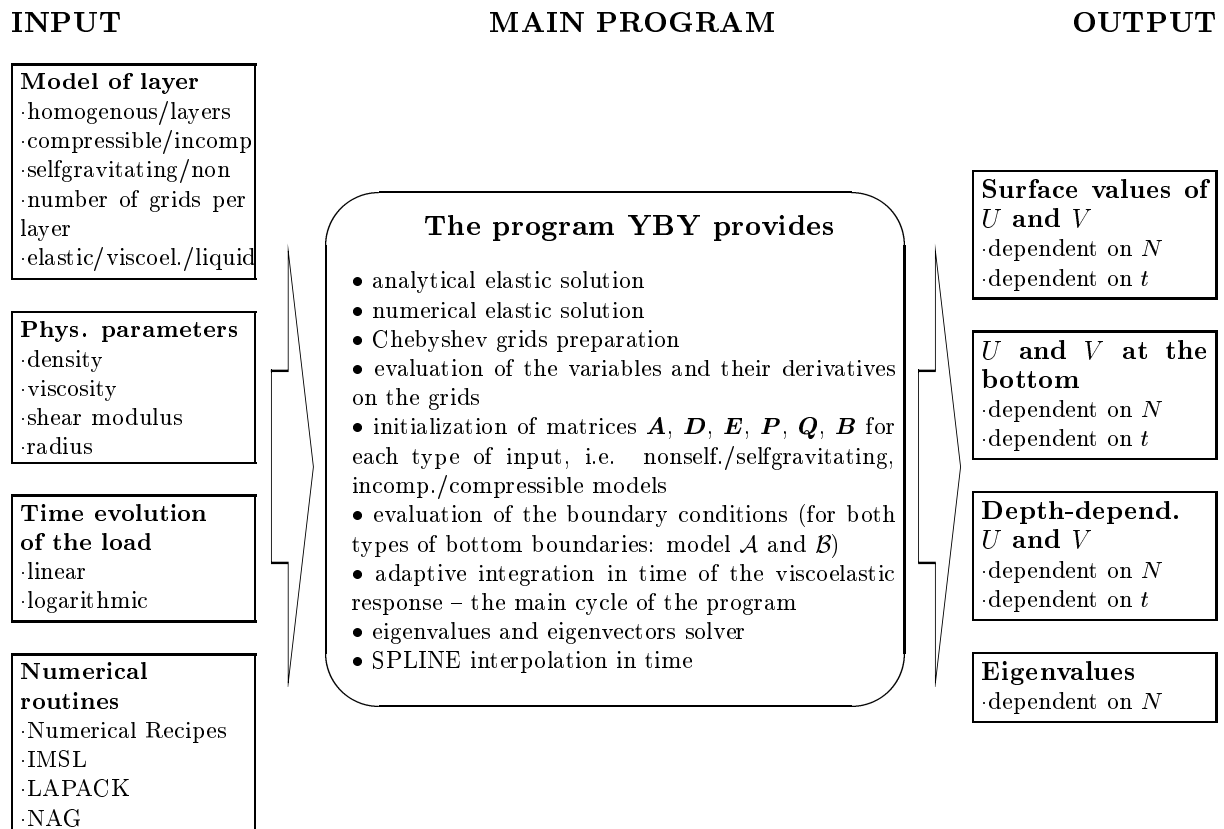 INPUT
MAIN PROGRAM
OUTPUT
Model of layer
·homogenous/layers
·compressible/incomp
·selfgravitating/non
·number of grids per
layer
·elastic/viscoel./liquid
Phys. parameters
·density
·viscosity
·shear modulus
·radius
Time evolution
of the load
·linear
·logarithmic
Numerical
routines
·Numerical Recipes
·IMSL
·LAPACK
·NAG
The program YBY provides
• analytical elastic solution
• numerical elastic solution
• Chebyshev grids preparation
• evaluation of the variables and their derivatives
on the grids
• initialization of matrices A, D, E, P, Q, B for
each type of input, i.e. nonself./selfgravitating,
incomp./compressible models
• evaluation of the boundary conditions (for both
types of bottom boundaries: model 𝒜 and ℬ)
• adaptive integration in time of the viscoelastic
response – the main cycle of the program
• eigenvalues and eigenvectors solver
• SPLINE interpolation in time
Surface values of
U and V
·dependent on N
·dependent on t
U and V at the
bottom
·dependent on N
·dependent on t
Depth-depend.
U and V
·dependent on N
·dependent on t
Eigenvalues
·dependent on N